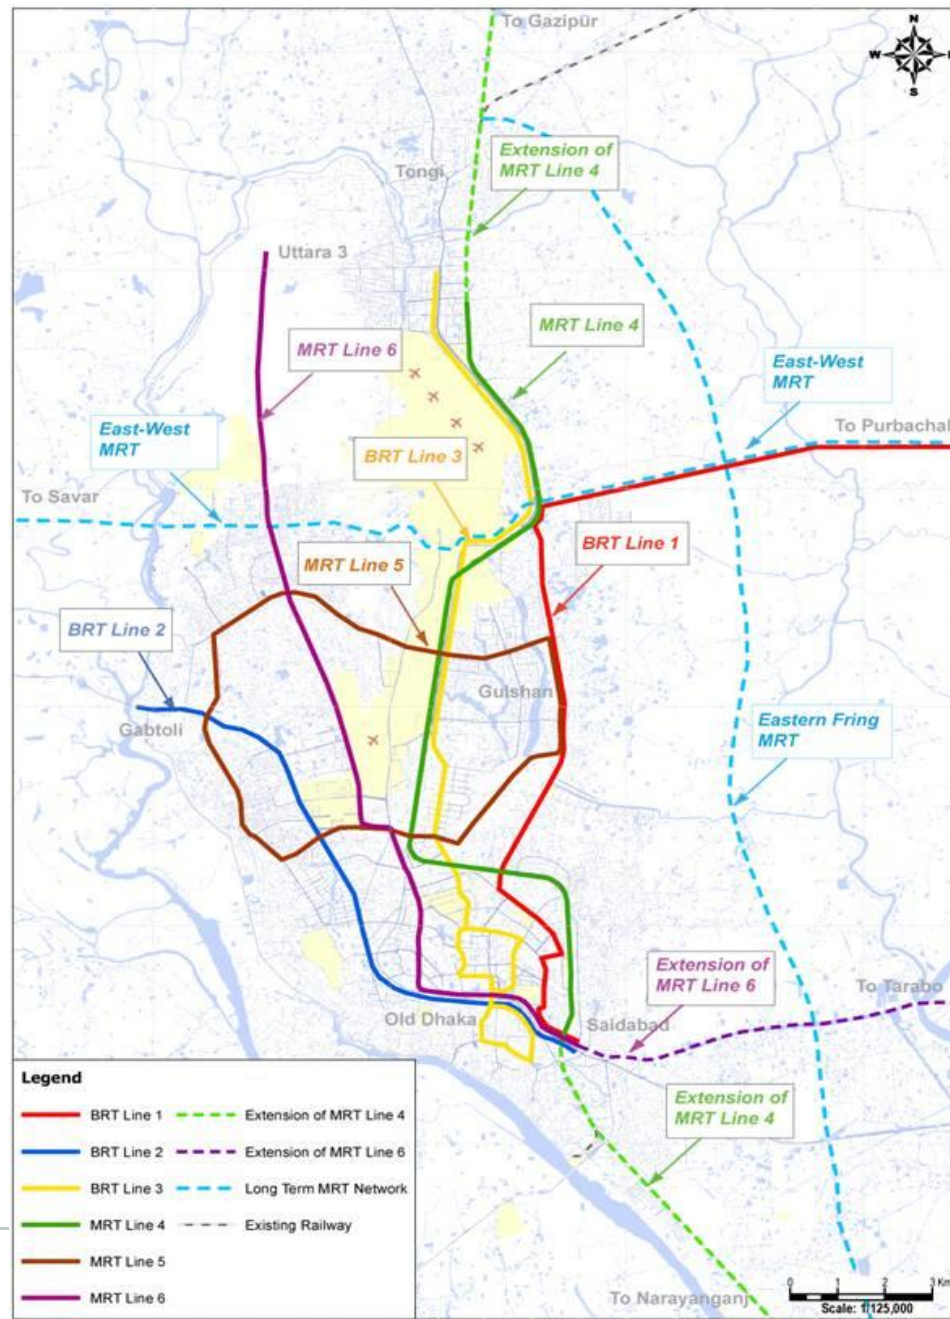 To Gazipur
N
W
S
Extension of
MRT Line 4
Tongi
Uttara 3
MRT Line 4
MRT Line 6
East-West
MRT
East-West
MRT
To Purbachal
BRT Line 3
To Savar
BRT Line 1
MRT Line 5
BRT Line 2
Gulshan
Gabtoli
Eastern Fring
MRT
Extension of
MRT Line 6
To Tarabo
Old Dhaka
Saidabad
Extension of
MRT Line 4
Legend
BRT Line 1
Extension of MRT Line 4
BRT Line 2
Extension of MRT Line 6
BRT Line 3
Long Term MRT Network
MRT Line 4
Existing Railway
MRT Line 5
MRT Line 6
To Narayanganj
0 1 2 3 Km
Scale: 1/125,000